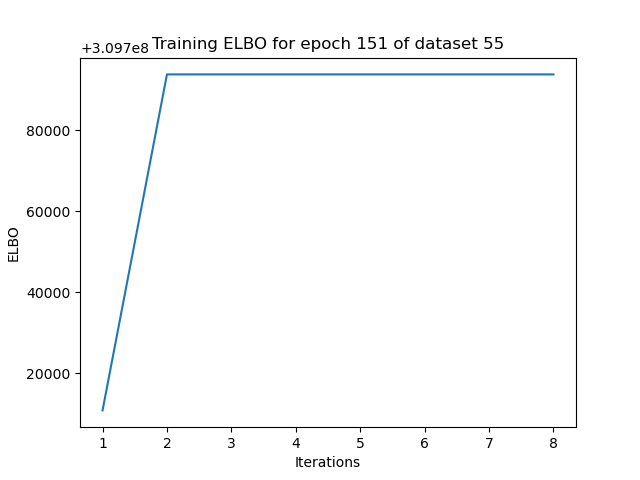 +3.097e8
Training ELBO for epoch 151 of dataset 55
80000
60000
40000
20000
ELBO
1 2 3 4 5 6 7 8
Iterations